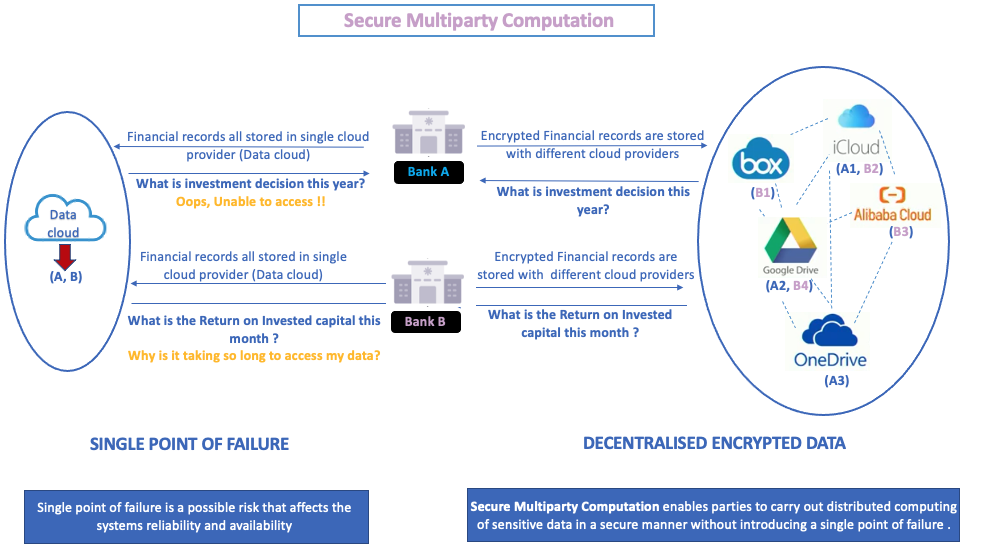 Secure Multiparty Computation
Financial records all stored in single cloud
provider (Data cloud)
What is investment decision this year?
Oops, Unable to access !!
Bank A
Encrypted Financial records are stored
with different cloud providers
What is investment decision this
year?
Data
cloud
(A, B)
Financial records all stored in single
cloud provider (Data cloud)
What is the Return on Invested capital this
month ?
Why is it taking so long to access my data?
Bank B
Encrypted Financial records are
stored with different cloud providers
What is the Return on Invested
capital this month ?
iCloud
(A1, B2)
box
(B1)
Alibaba Cloud
(B3)
Google Drive
(A2, B4)
OneDrive
(A3)
SINGLE POINT OF FAILURE
DECENTRALISED ENCRYPTED DATA
Single point of failure is a possible risk that affects the
systems reliability and availability
Secure Multiparty Computation enables parties to carry out distributed computing
of sensitive data in a secure manner without introducing a single point of failure .